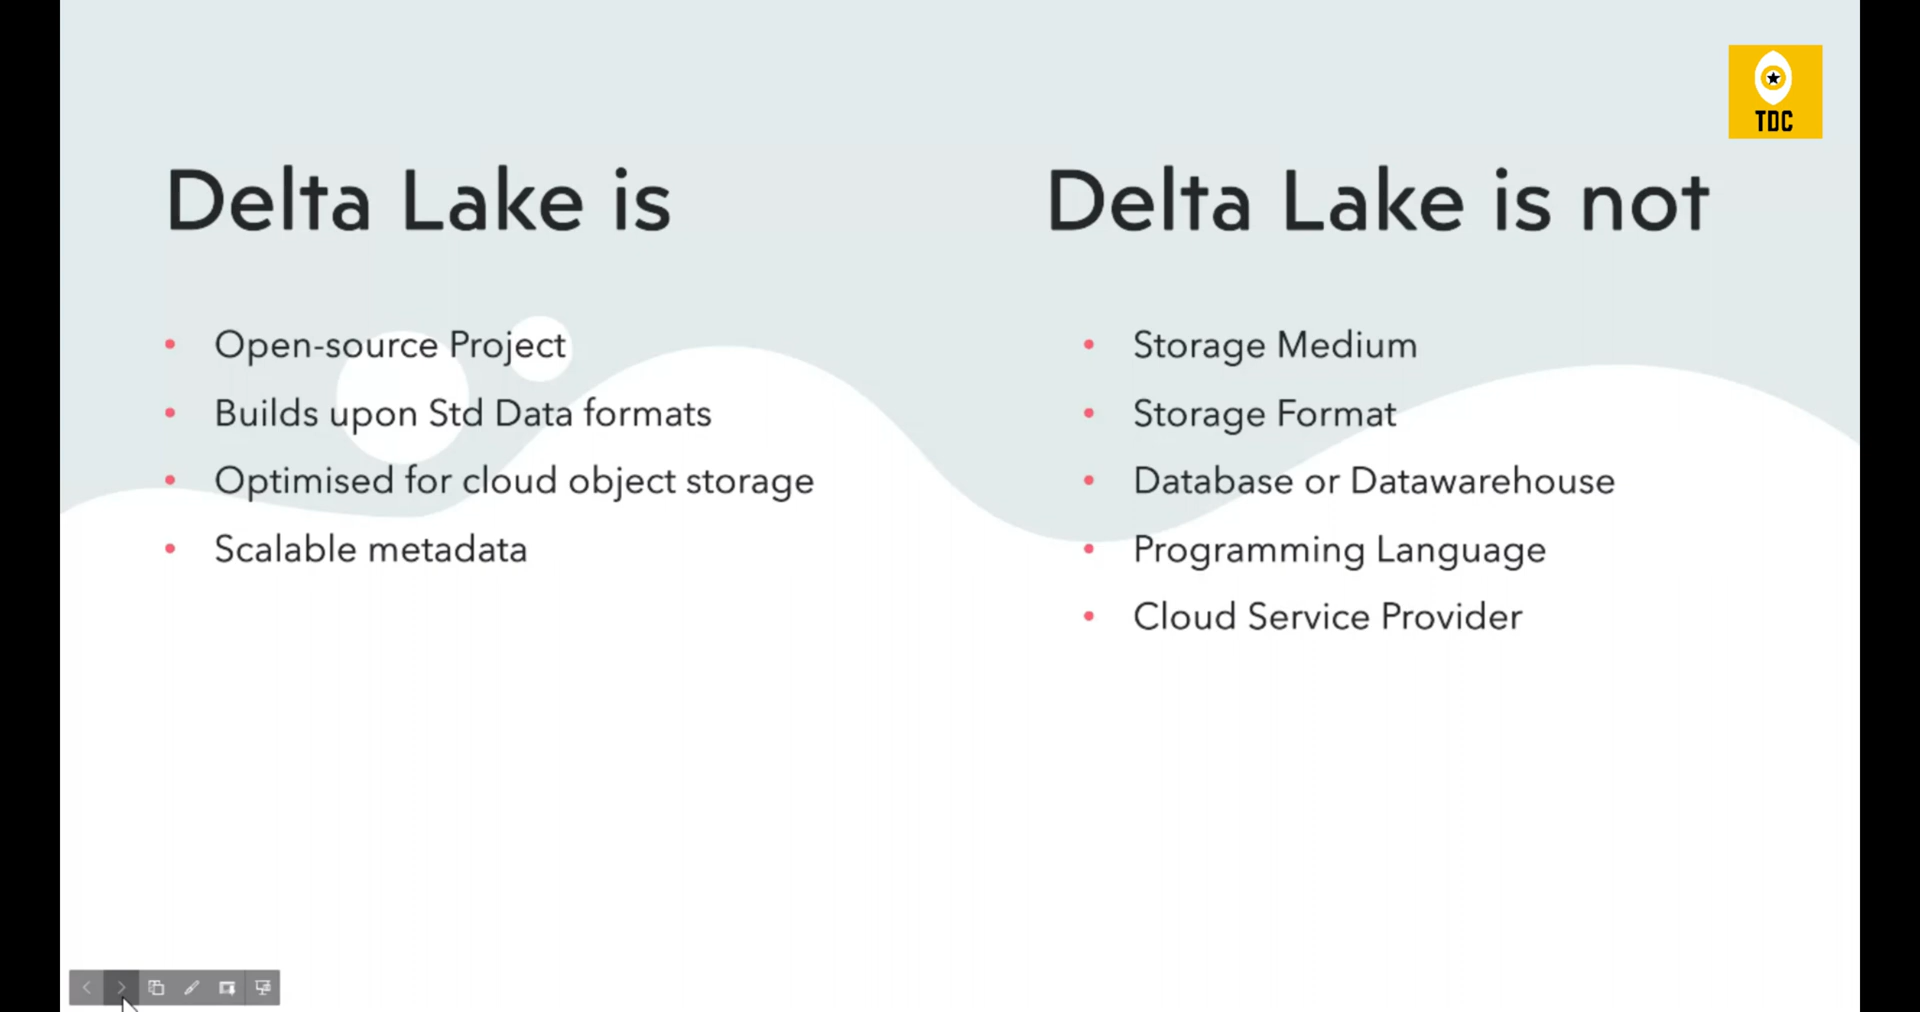 TDC
Delta Lake is
Open-source Project
Builds upon Std Data formats
Optimised for cloud object storage
Scalable metadata
Delta Lake is not
Storage Medium
Storage Format
Database or Datawarehouse
Programming Language
Cloud Service Provider